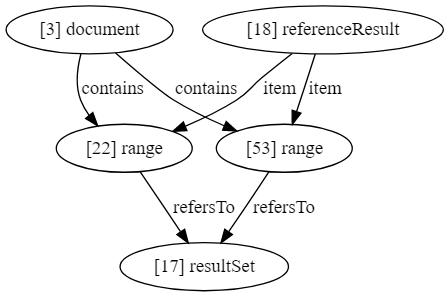 [3] document
[18] referenceResult
contains
contains
item
item
[22] range
[53] range
refersTo
refersTo
[17] resultSet